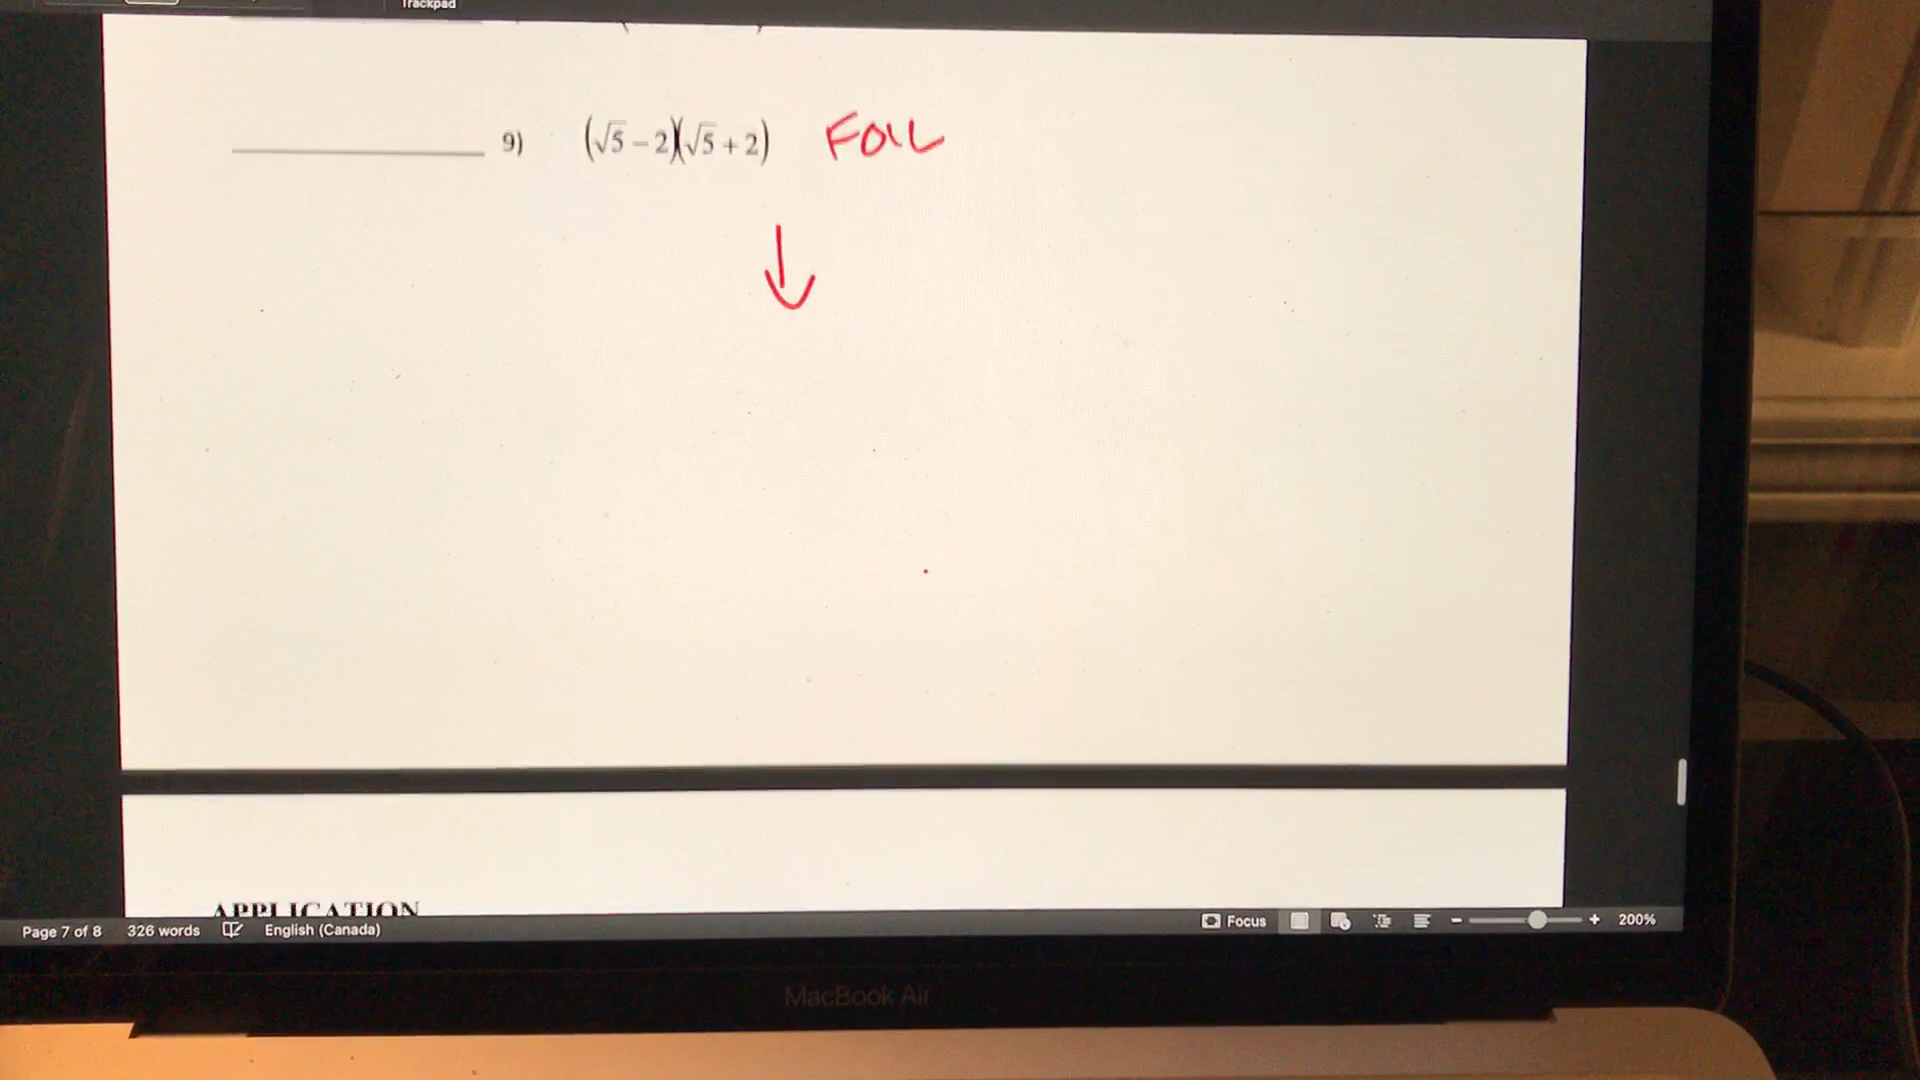 Trackpad
9) (√5 − 2)(√5 + 2) FOIL
APPLICATION
Page 7 of 8 326 words English (Canada) Focus − + 200%
MacBook Air